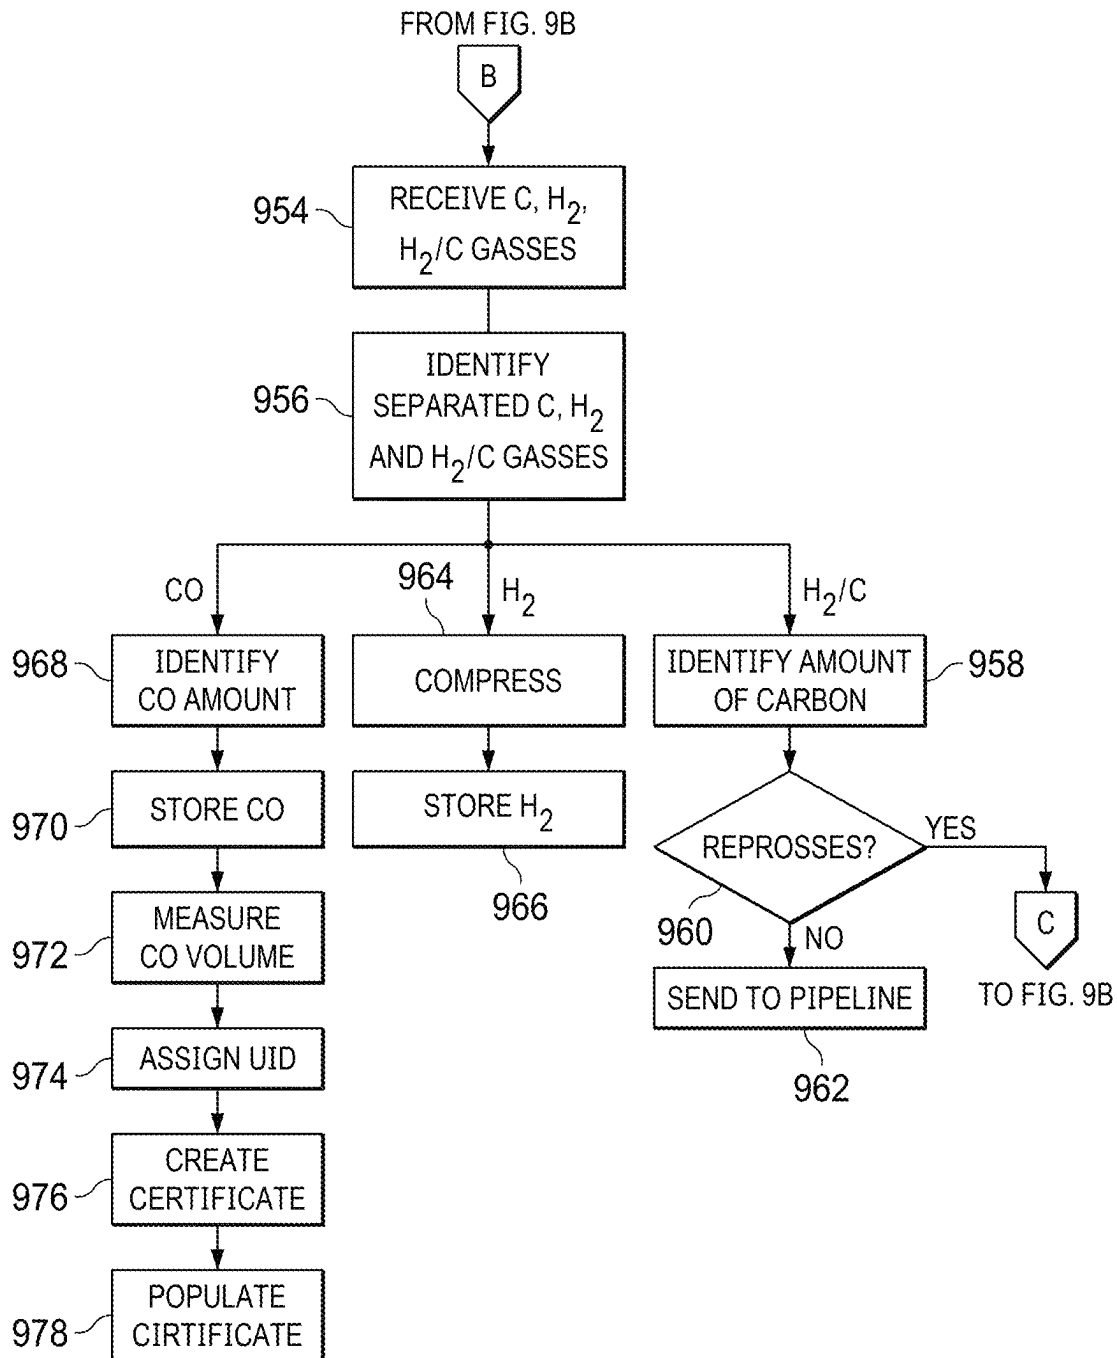 FROM FIG. 9B
B
954
RECEIVE C, H2,
H2/C GASSES
956
IDENTIFY
SEPARATED C, H2
AND H2/C GASSES
CO
964
H2
H2/C
968
IDENTIFY
CO AMOUNT
COMPRESS
IDENTIFY AMOUNT
OF CARBON
958
970
STORE CO
STORE H2
966
REPROSSES?
YES
960
NO
C
TO FIG. 9B
972
MEASURE
CO VOLUME
SEND TO PIPELINE
962
974
ASSIGN UID
976
CREATE
CERTIFICATE
978
POPULATE
CIRTIFICATE